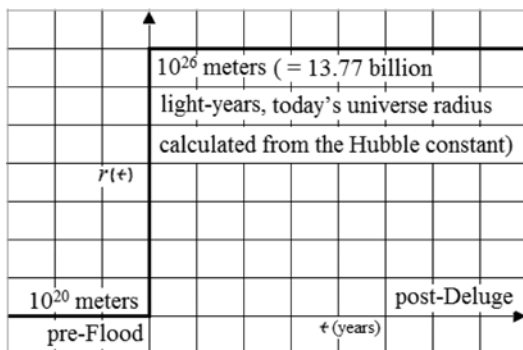 10²⁶ meters ( = 13.77 billion
light-years, today's universe radius
calculated from the Hubble constant)
r(t)
10²⁰ meters
post-Deluge
pre-Flood
t (years)